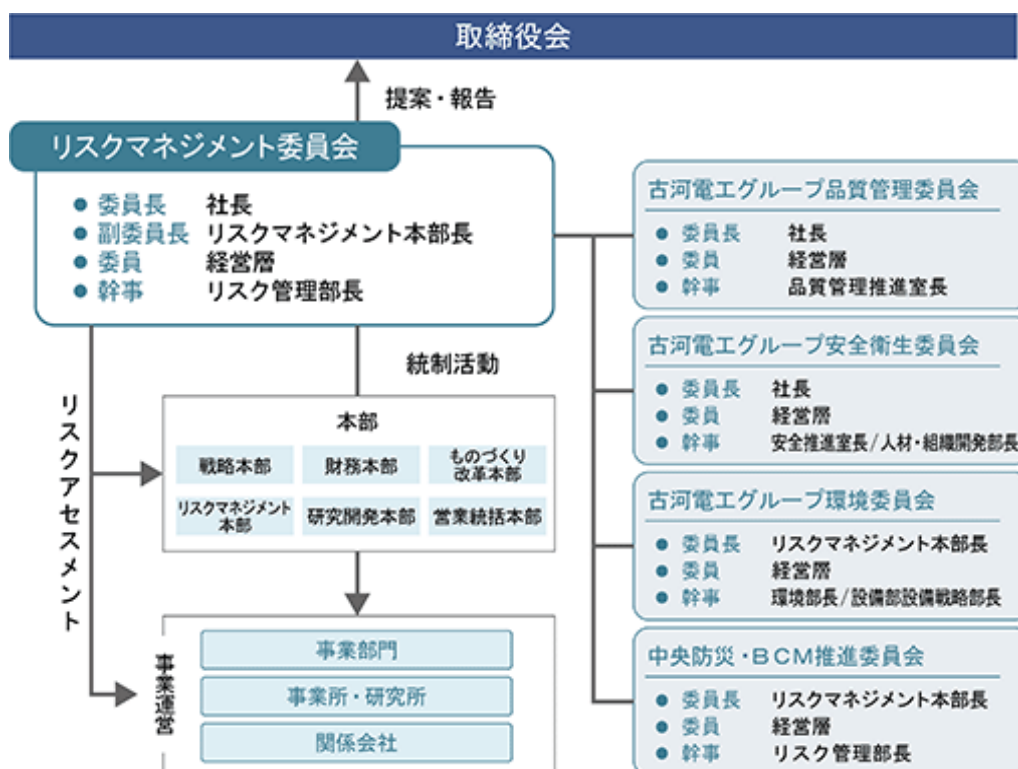 取締役会
提案・報告
リスクマネジメント委員会
● 委員長 社長
● 副委員長 リスクマネジメント本部長
● 委員 経営層
● 幹事 リスク管理部長
統制活動
リスクアセスメント
本部
戦略本部
財務本部
ものづくり
改革本部
リスクマネジメント
本部
研究開発本部
営業統括本部
事業運営
事業部門
事業所・研究所
関係会社
古河電工グループ品質管理委員会
● 委員長 社長
● 委員 経営層
● 幹事 品質管理推進室長
古河電工グループ安全衛生委員会
● 委員長 社長
● 委員 経営層
● 幹事 安全推進室長/人材・組織開発部長
古河電工グループ環境委員会
● 委員長 リスクマネジメント本部長
● 委員 経営層
● 幹事 環境部長/設備部設備戦略部長
中央防災・BCM推進委員会
● 委員長 リスクマネジメント本部長
● 委員 経営層
● 幹事 リスク管理部長